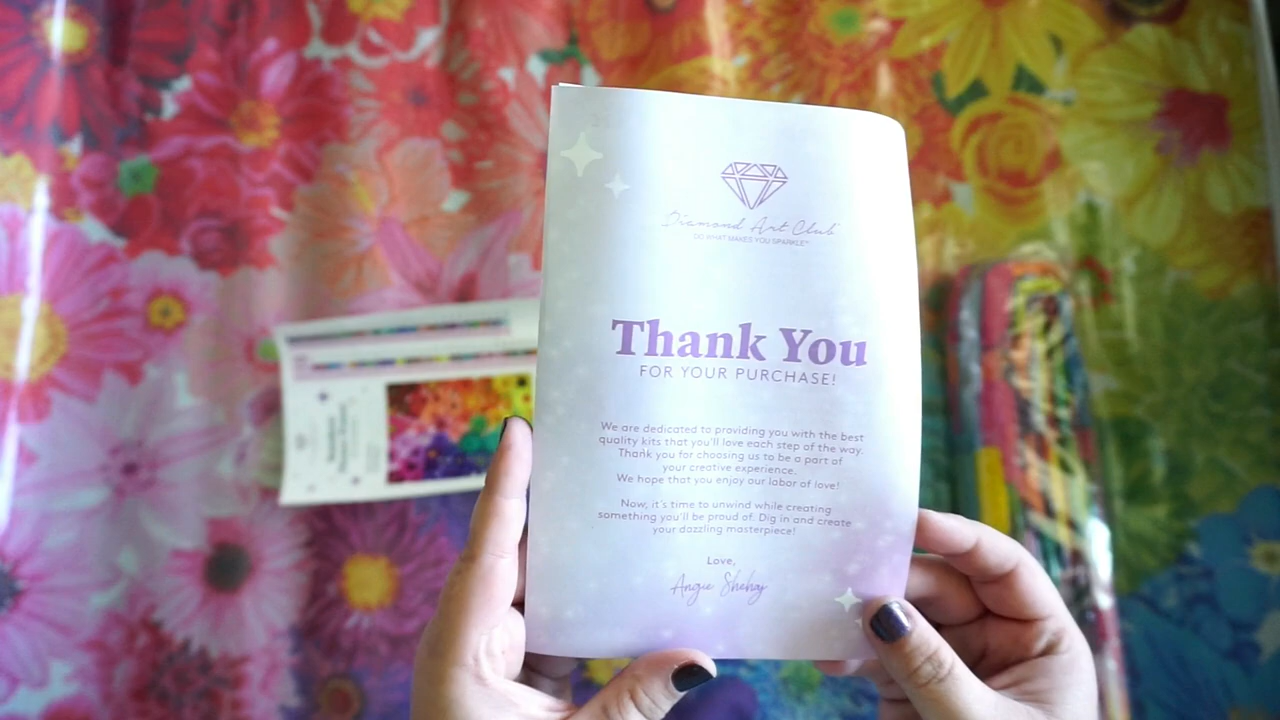 Diamond Art Club
DO WHAT MAKES YOU SPARKLE™
Thank You
FOR YOUR PURCHASE!
We are dedicated to providing you with the best
quality kits that you'll love each step of the way.
Thank you for choosing us to be a part of
your creative experience.
We hope that you enjoy our labor of love!
Now, it's time to unwind while creating
something you'll be proud of. Dig in and create
your dazzling masterpiece!
Love,
Angie Shehaj